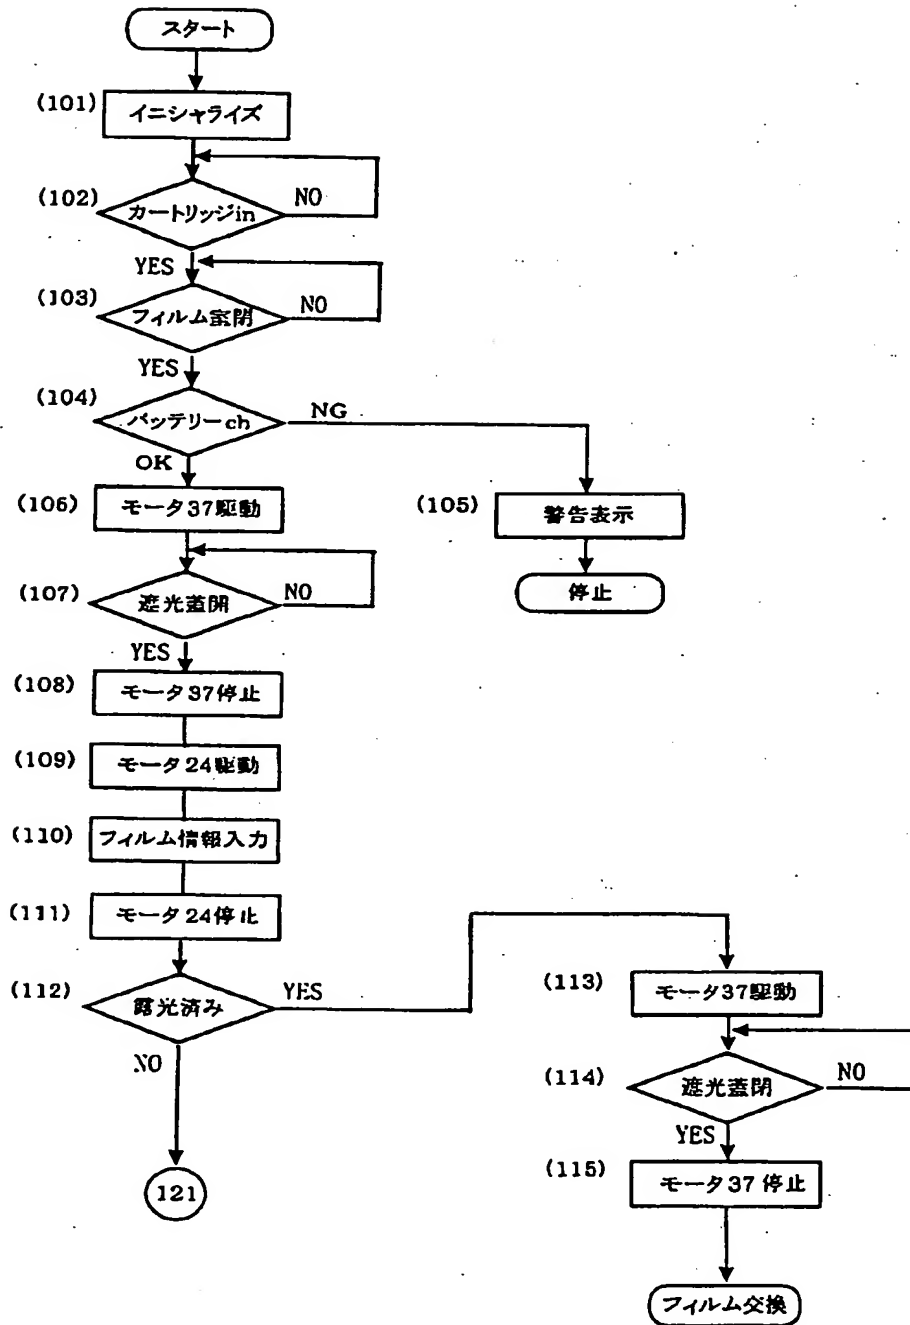 スタート
(101) イニシャライズ
(102) カートリッジin NO
YES
(103) フィルム室閉 NO
YES
(104) バッテリーch NG
OK
(106) モータ37駆動
(105) 警告表示
(107) 遮光蓋開 NO
停止
YES
(108) モータ37停止
(109) モータ24駆動
(110) フィルム情報入力
(111) モータ24停止
(112) 露光済み YES
NO
(113) モータ37駆動
(114) 遮光蓋閉 NO
YES
(115) モータ37停止
121
フィルム交換